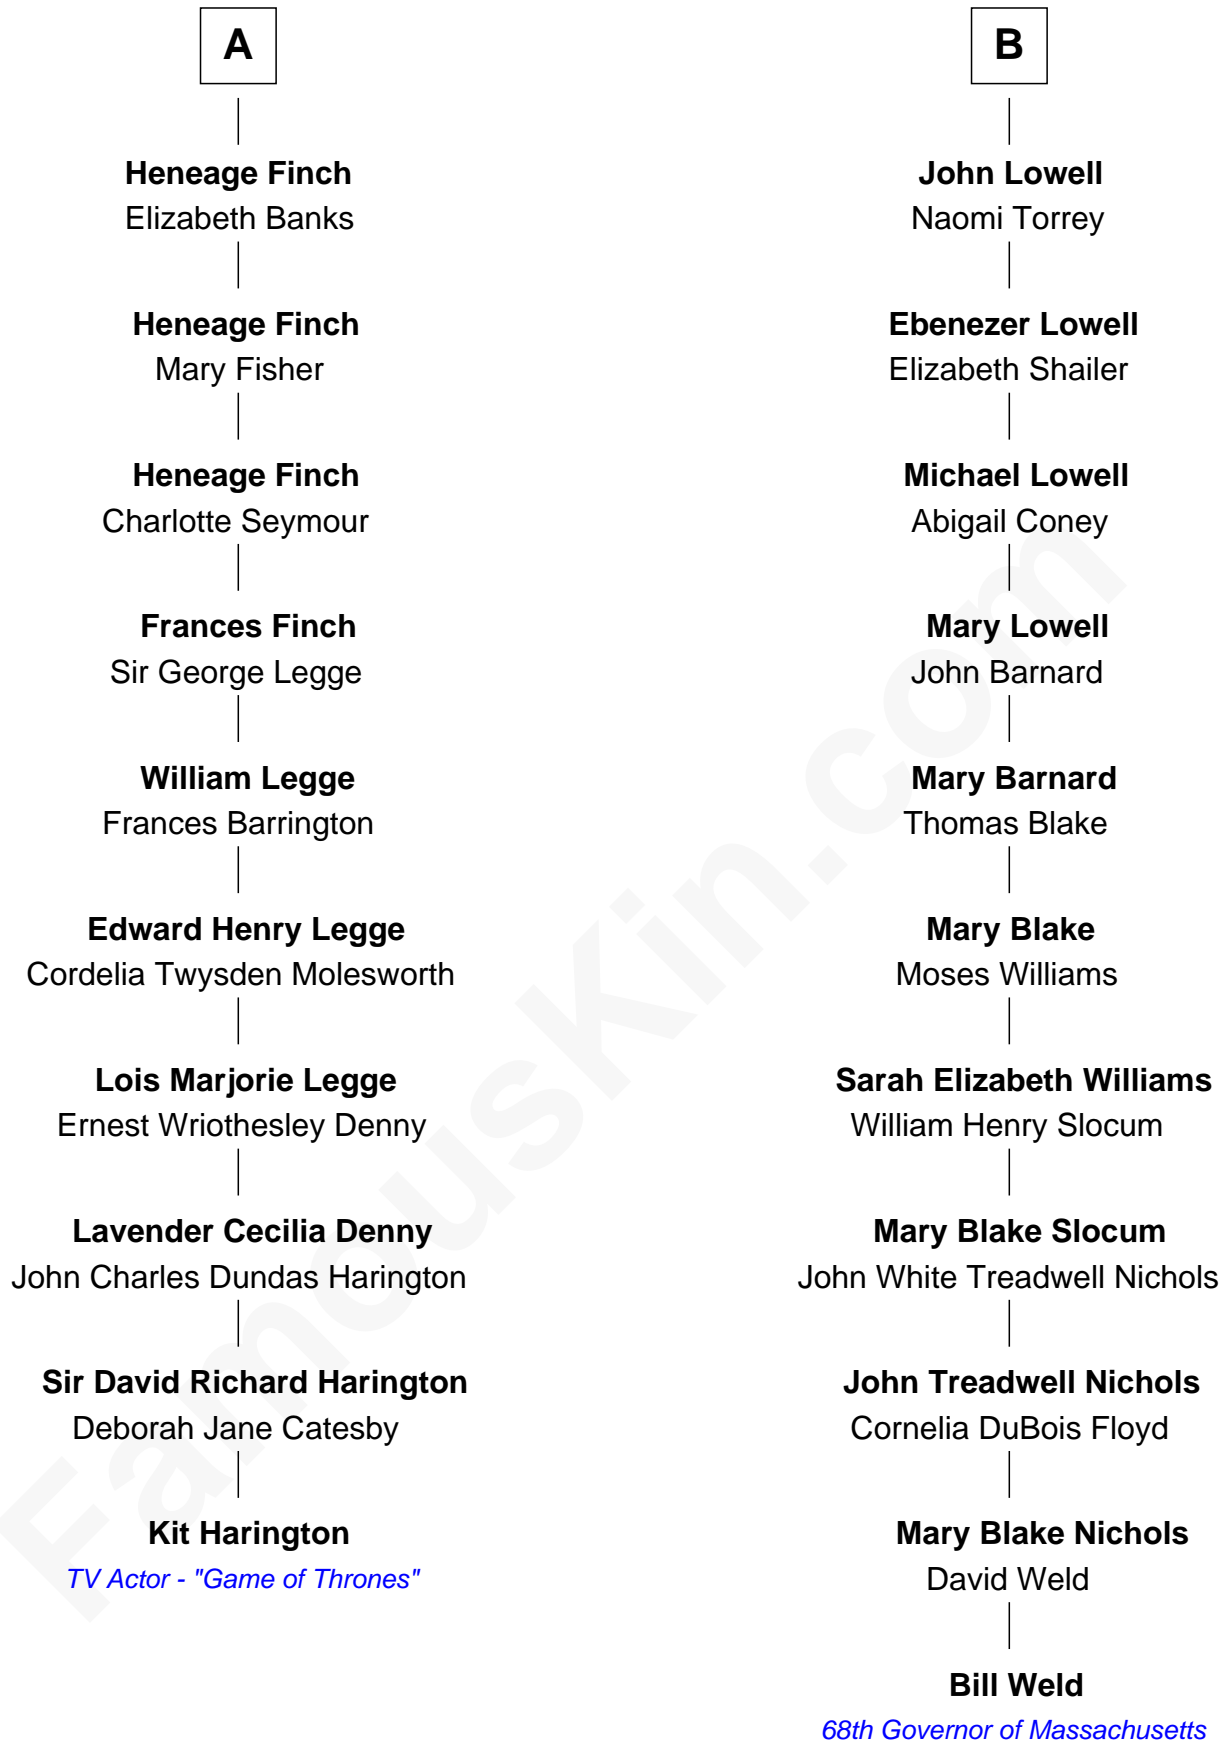 A
Heneage Finch
Elizabeth Banks
Heneage Finch
Mary Fisher
Heneage Finch
Charlotte Seymour
Frances Finch
Sir George Legge
William Legge
Frances Barrington
Edward Henry Legge
Cordelia Twysden Molesworth
Lois Marjorie Legge
Ernest Wriothesley Denny
Lavender Cecilia Denny
John Charles Dundas Harington
Sir David Richard Harington
Deborah Jane Catesby
Kit Harington
TV Actor - "Game of Thrones"
B
John Lowell
Naomi Torrey
Ebenezer Lowell
Elizabeth Shailer
Michael Lowell
Abigail Coney
Mary Lowell
John Barnard
Mary Barnard
Thomas Blake
Mary Blake
Moses Williams
Sarah Elizabeth Williams
William Henry Slocum
Mary Blake Slocum
John White Treadwell Nichols
John Treadwell Nichols
Cornelia DuBois Floyd
Mary Blake Nichols
David Weld
Bill Weld
68th Governor of Massachusetts
FamousKin.com